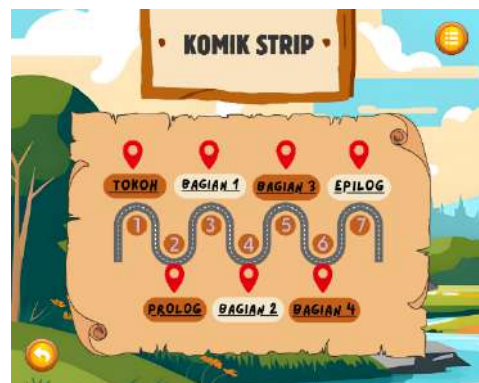 KOMIK STRIP
TOKOH BAGIAN 1 BAGIAN 3 EPILOG
1 2 3 4 5 6 7
PROLOG BAGIAN 2 BAGIAN 4